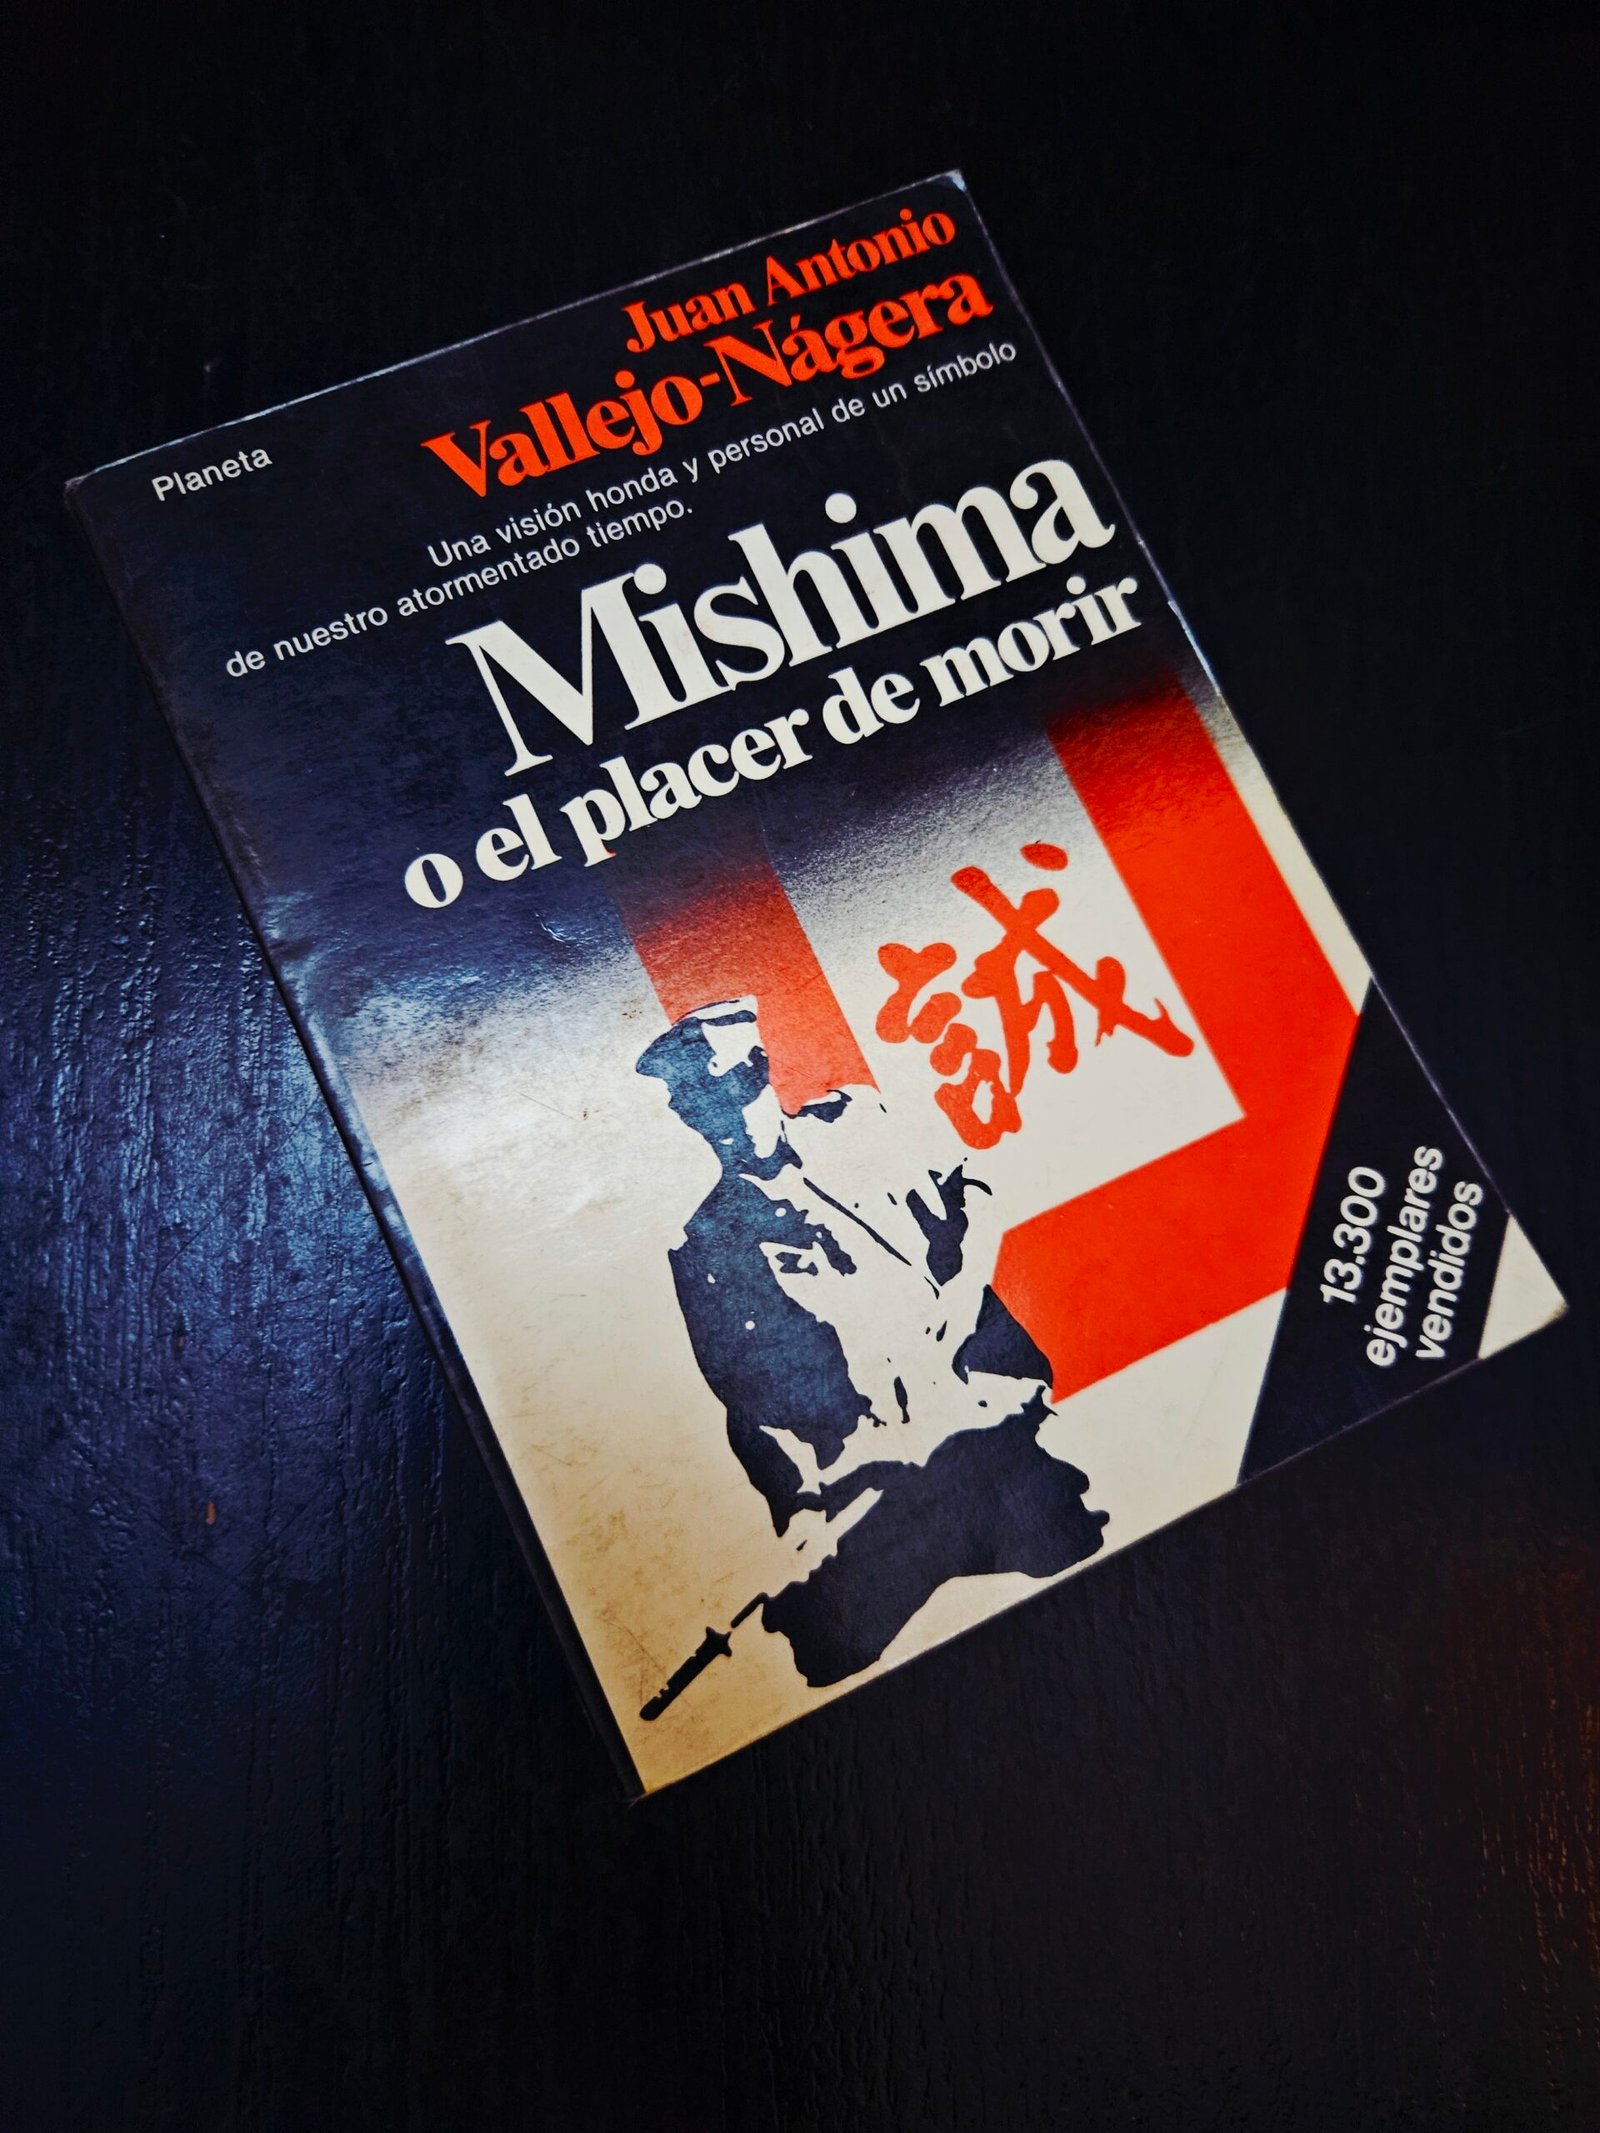 Planeta
Juan Antonio
Vallejo-Nágera
Una visión honda y personal de un símbolo
de nuestro atormentado tiempo.
Mishima
o el placer de morir
誠
13.300
ejemplares
vendidos